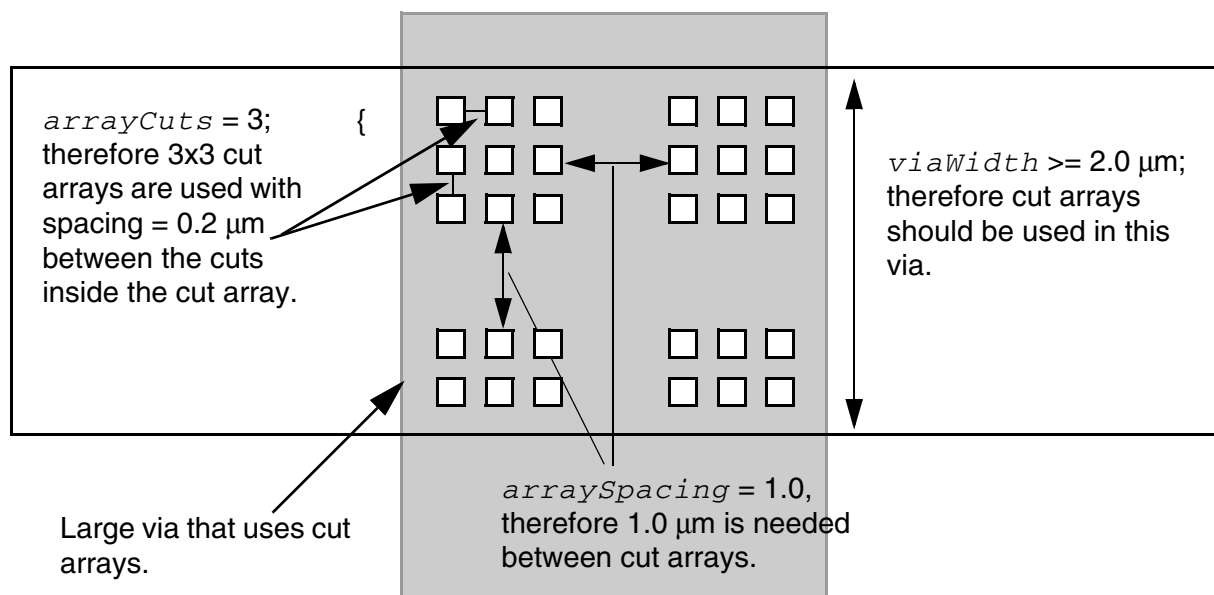 arrayCuts = 3; {
therefore 3x3 cut
arrays are used with
spacing = 0.2 μm
between the cuts
inside the cut array.
viaWidth >= 2.0 μm;
therefore cut arrays
should be used in this
via.
arraySpacing = 1.0,
therefore 1.0 μm is needed
between cut arrays.
Large via that uses cut
arrays.